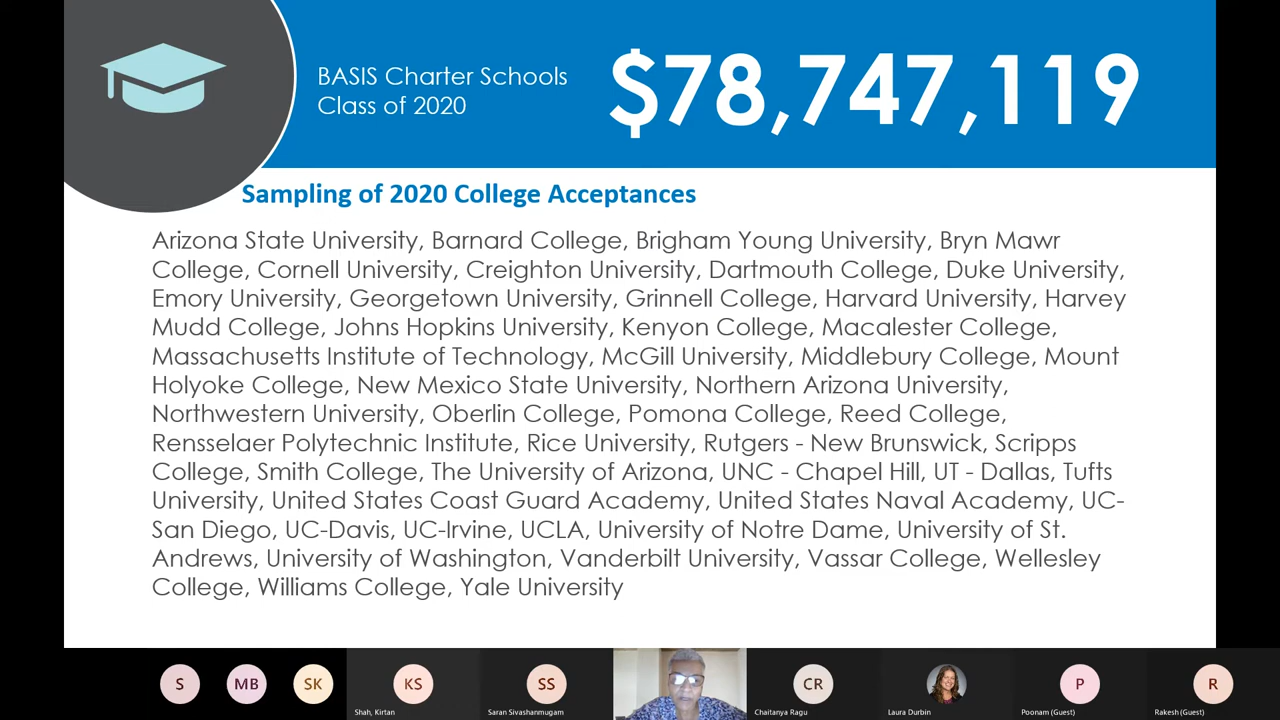 BASIS Charter Schools
Class of 2020
$78,747,119
Sampling of 2020 College Acceptances
Arizona State University, Barnard College, Brigham Young University, Bryn Mawr
College, Cornell University, Creighton University, Dartmouth College, Duke University,
Emory University, Georgetown University, Grinnell College, Harvard University, Harvey
Mudd College, Johns Hopkins University, Kenyon College, Macalester College,
Massachusetts Institute of Technology, McGill University, Middlebury College, Mount
Holyoke College, New Mexico State University, Northern Arizona University,
Northwestern University, Oberlin College, Pomona College, Reed College,
Rensselaer Polytechnic Institute, Rice University, Rutgers - New Brunswick, Scripps
College, Smith College, The University of Arizona, UNC - Chapel Hill, UT - Dallas, Tufts
University, United States Coast Guard Academy, United States Naval Academy, UC-
San Diego, UC-Davis, UC-Irvine, UCLA, University of Notre Dame, University of St.
Andrews, University of Washington, Vanderbilt University, Vassar College, Wellesley
College, Williams College, Yale University
S MB SK KS SS CR P R
Shah, Kirtan Saran Sivashanmugam Chaitanya Ragu Laura Durbin Poonam (Guest) Rakesh (Guest)